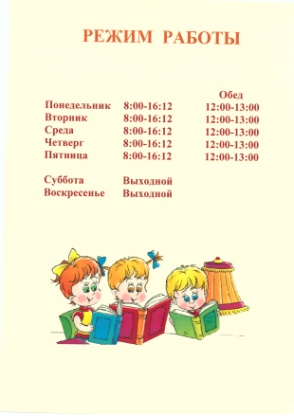 РЕЖИМ РАБОТЫ
Обед
Понедельник 8:00-16:12 12:00-13:00
Вторник 8:00-16:12 12:00-13:00
Среда 8:00-16:12 12:00-13:00
Четверг 8:00-16:12 12:00-13:00
Пятница 8:00-16:12 12:00-13:00
Суббота Выходной
Воскресенье Выходной